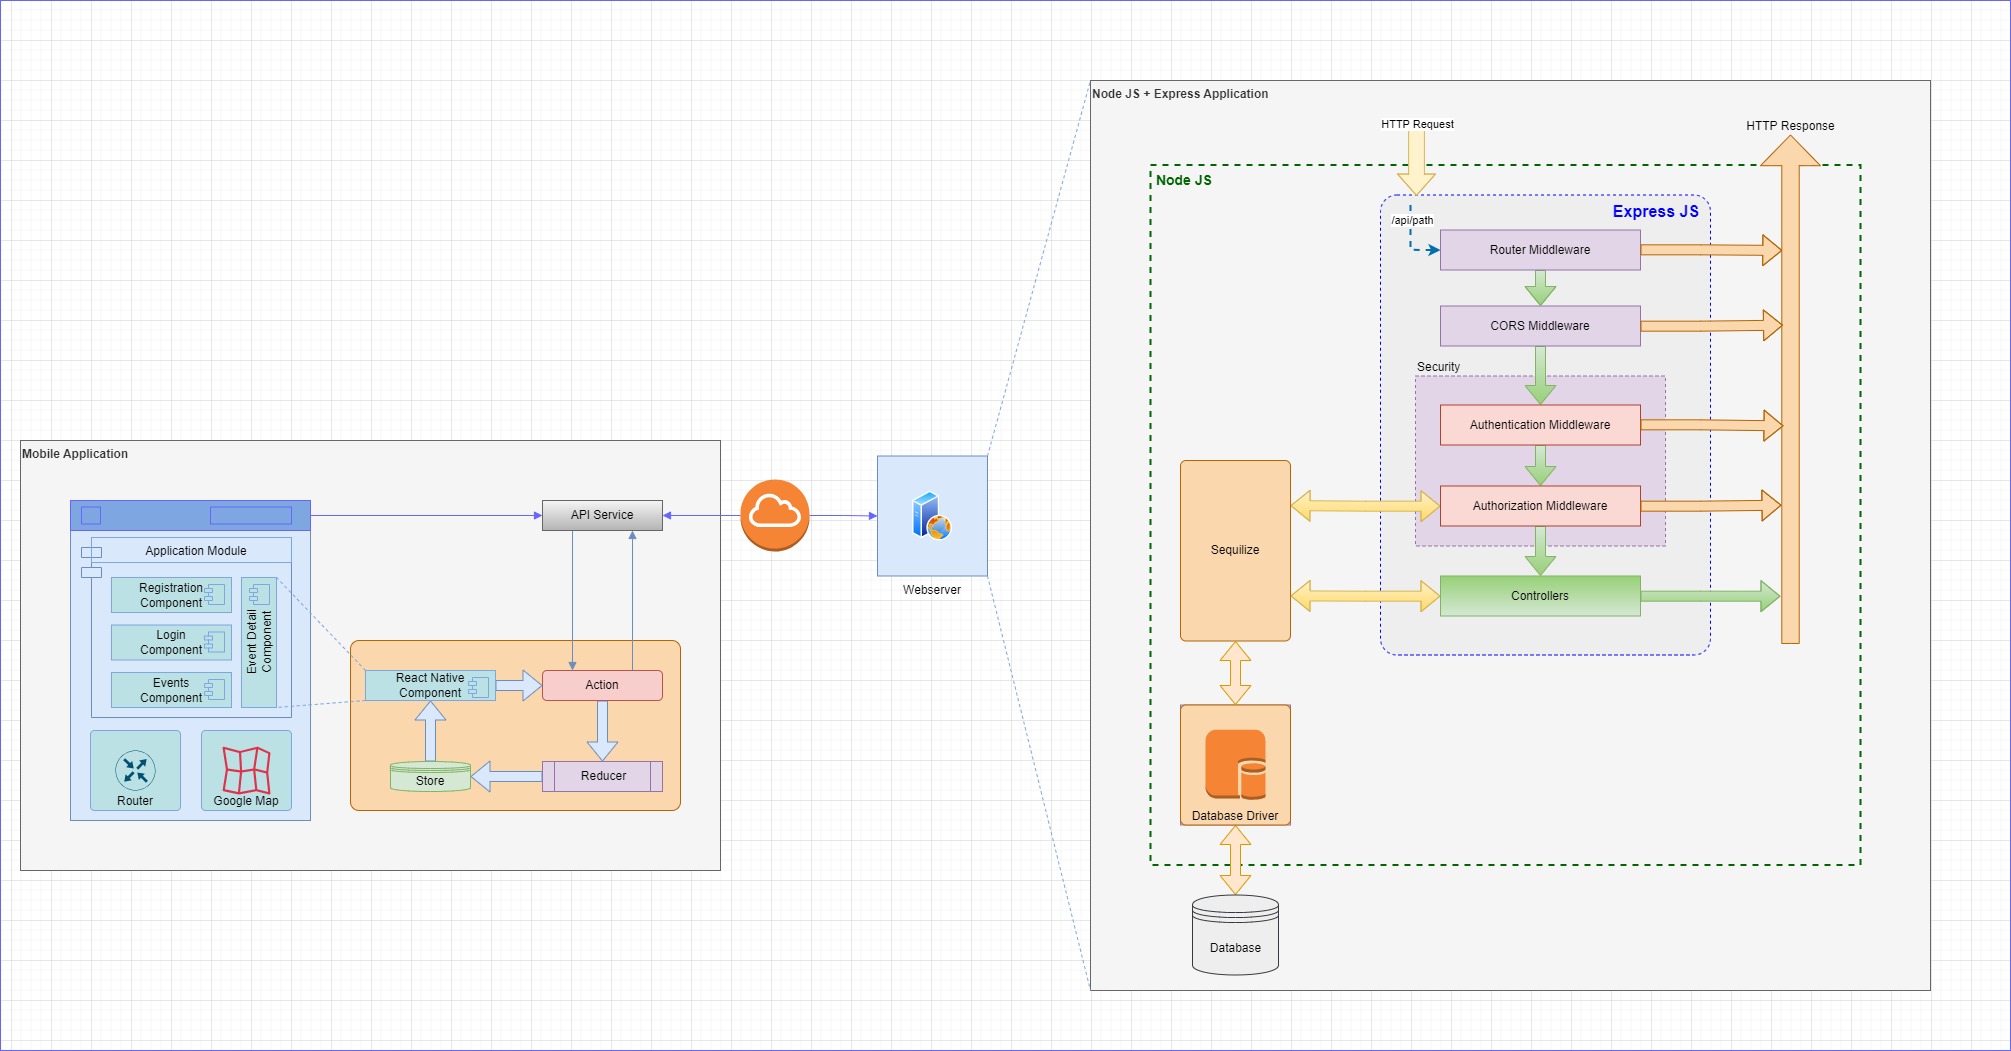 Node JS + Express Application
HTTP Request
HTTP Response
Node JS
Express JS
/api/path
Router Middleware
CORS Middleware
Security
Authentication Middleware
Authorization Middleware
Controllers
Sequilize
Database Driver
Database
Mobile Application
API Service
Webserver
Application Module
Registration
Component
Login
Component
Events
Component
Event Detail
Component
Router
Google Map
React Native
Component
Action
Store
Reducer